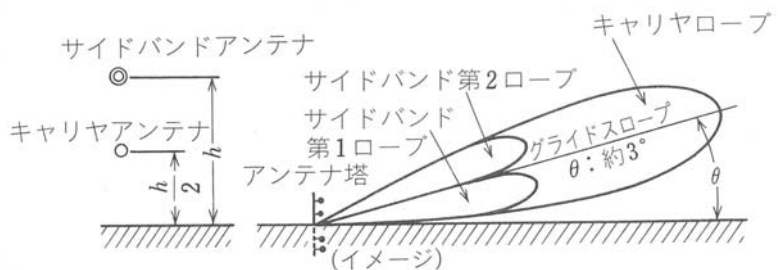 サイドバンドアンテナ
キャリヤアンテナ
h
h
2
キャリヤローブ
サイドバンド第2ローブ
サイドバンド
第1ローブ
アンテナ塔
グライドスロープ
θ：約3°
θ
(イメージ)